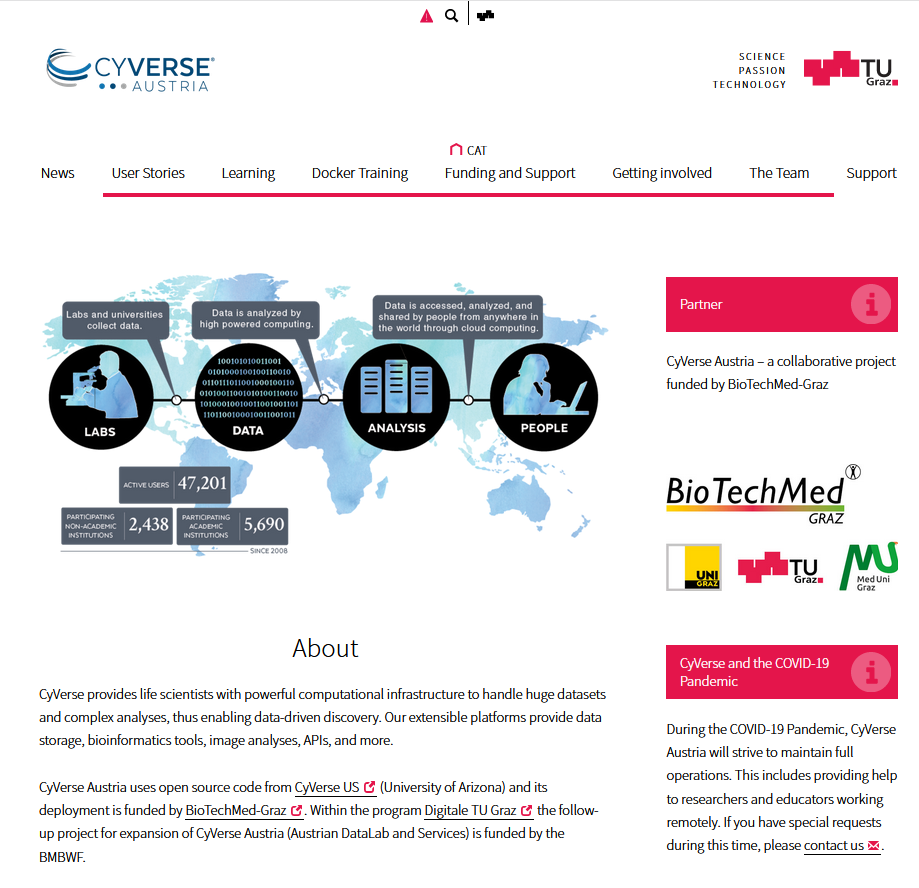 CYVERSE®
AUSTRIA
SCIENCE
PASSION
TECHNOLOGY
TU
Graz
CAT
News User Stories Learning Docker Training Funding and Support Getting involved The Team Support
Labs and universities
collect data.
Data is analyzed by
high powered computing.
Data is accessed, analyzed, and
shared by people from anywhere in
the world through cloud computing.
LABS
100101010011001
010100010010011001
0100110001010010
DATA
ANALYSIS
PEOPLE
ACTIVE USERS 47,201
PARTICIPATING
NON-ACADEMIC
INSTITUTIONS
2,438
PARTICIPATING
ACADEMIC
INSTITUTIONS
5,690
SINCE 2008
About
CyVerse provides life scientists with powerful computational infrastructure to handle huge datasets
and complex analyses, thus enabling data-driven discovery. Our extensible platforms provide data
storage, bioinformatics tools, image analyses, APIs, and more.
CyVerse Austria uses open source code from CyVerse US (University of Arizona) and its
deployment is funded by BioTechMed-Graz. Within the program Digitale TU Graz the follow-
up project for expansion of CyVerse Austria (Austrian DataLab and Services) is funded by the
BMBWF.
Partner
CyVerse Austria – a collaborative project
funded by BioTechMed-Graz
BioTechMed
GRAZ
UNI
GRAZ
TU
Graz
Med Uni
Graz
CyVerse and the COVID-19
Pandemic
During the COVID-19 Pandemic, CyVerse
Austria will strive to maintain full
operations. This includes providing help
to researchers and educators working
remotely. If you have special requests
during this time, please contact us.